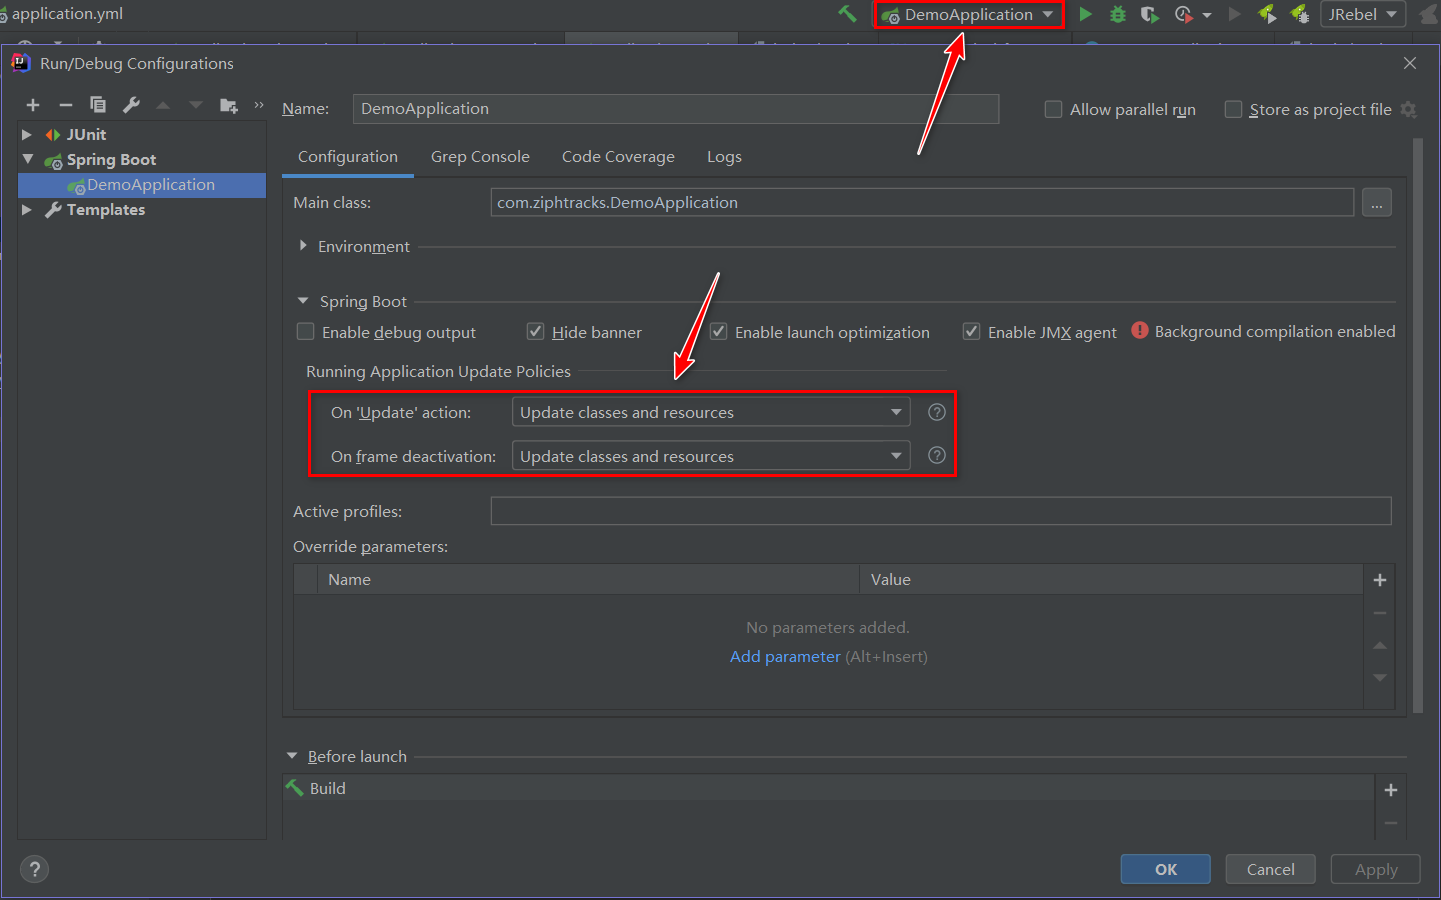 application.yml
DemoApplication
JRebel
Run/Debug Configurations
Name:
DemoApplication
Allow parallel run
Store as project file
JUnit
Spring Boot
DemoApplication
Templates
Configuration
Grep Console
Code Coverage
Logs
Main class:
com.ziphtracks.DemoApplication
...
Environment
Spring Boot
Enable debug output
Hide banner
Enable launch optimization
Enable JMX agent
Background compilation enabled
Running Application Update Policies
On 'Update' action:
Update classes and resources
On frame deactivation:
Update classes and resources
Active profiles:
Override parameters:
Name
Value
No parameters added.
Add parameter (Alt+Insert)
Before launch
Build
OK
Cancel
Apply